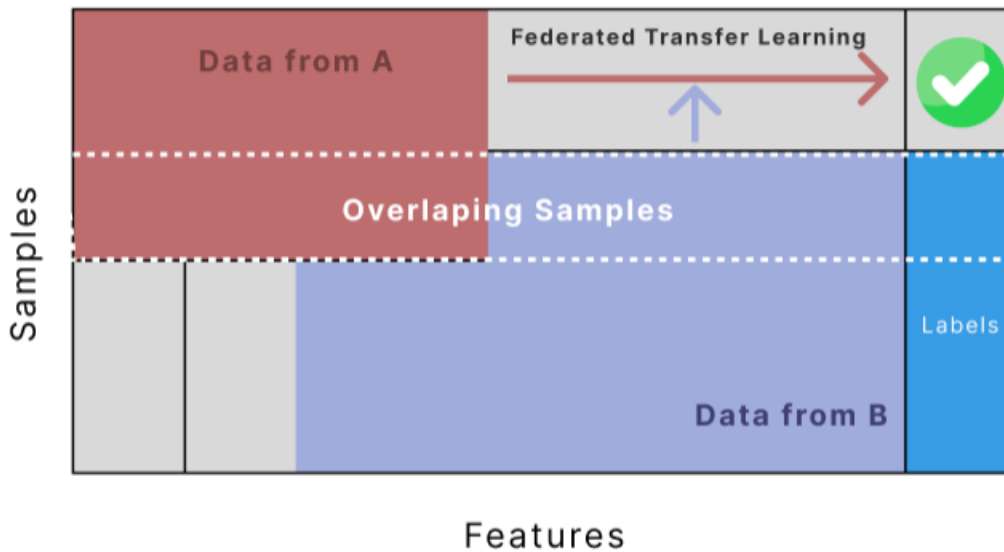 Data from A
Federated Transfer Learning
Overlaping Samples
Samples
Labels
Data from B
Features